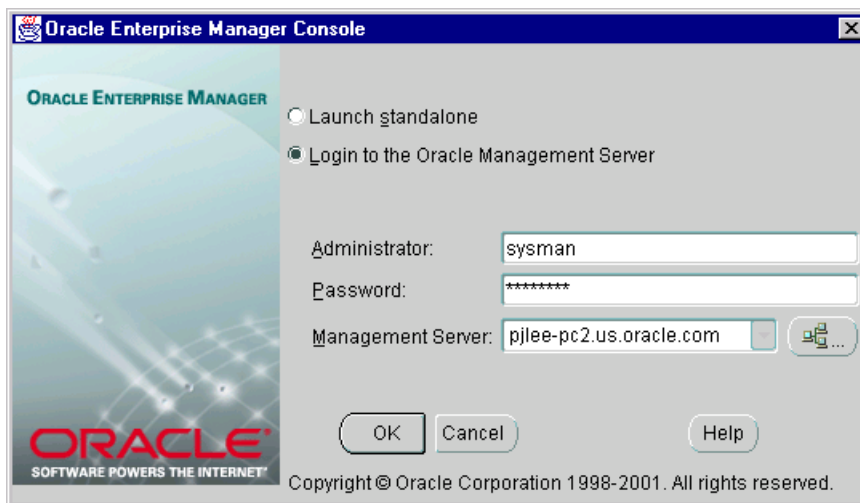 Oracle Enterprise Manager Console
ORACLE ENTERPRISE MANAGER
Launch standalone
Login to the Oracle Management Server
Administrator: sysman
Password: ********
Management Server: pjlee-pc2.us.oracle.com ...
OK Cancel Help
ORACLE®
SOFTWARE POWERS THE INTERNET™
Copyright © Oracle Corporation 1998-2001. All rights reserved.